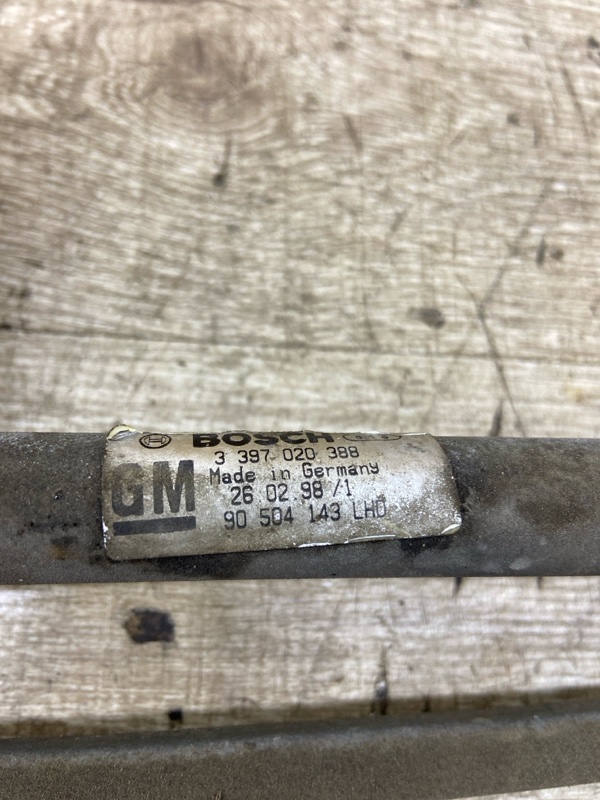 BOSCH
3 397 020 388
GM
Made in Germany
26 02 98 /1
90 504 143 LHD